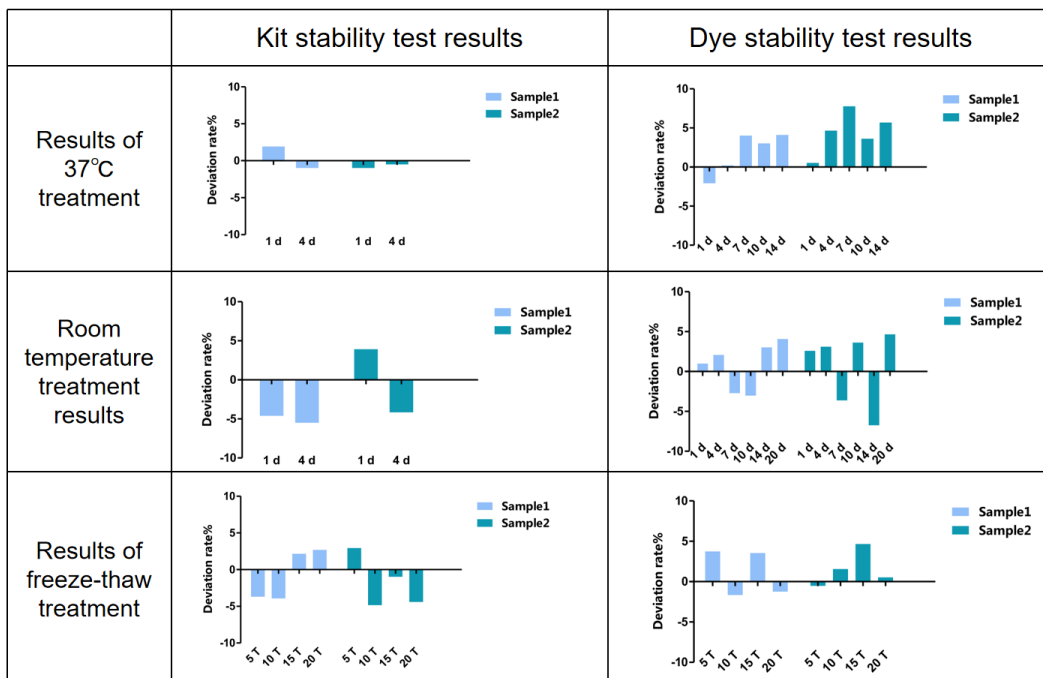 Kit stability test results
Dye stability test results
Results of
37℃
treatment
10
5
0
-5
-10
Deviation rate%
1 d
4 d
1 d
4 d
Sample1
Sample2
10
5
0
-5
-10
Deviation rate%
1 d
4 d
7 d
10 d
14 d
1 d
4 d
7 d
10 d
14 d
Sample1
Sample2
Room
temperature
treatment
results
10
5
0
-5
-10
Deviation rate%
1 d
4 d
1 d
4 d
Sample1
Sample2
10
5
0
-5
-10
Deviation rate%
1 d
4 d
7 d
10 d
14 d
20 d
1 d
4 d
7 d
10 d
14 d
20 d
Sample1
Sample2
Results of
freeze-thaw
treatment
10
5
0
-5
-10
Deviation rate%
5 T
10 T
15 T
20 T
5 T
10 T
15 T
20 T
Sample1
Sample2
10
5
0
-5
-10
Deviation rate%
5 T
10 T
15 T
20 T
5 T
10 T
15 T
20 T
Sample1
Sample2